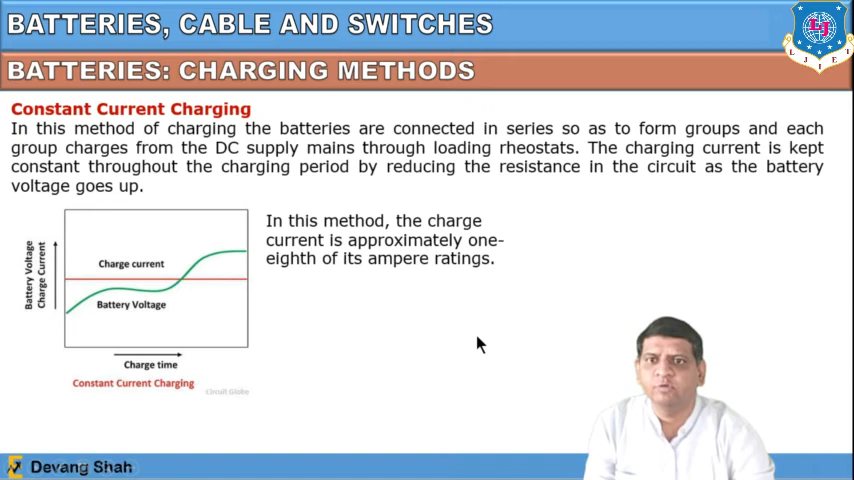 BATTERIES, CABLE AND SWITCHES
LJ
L J I E T
BATTERIES: CHARGING METHODS
Constant Current Charging
In this method of charging the batteries are connected in series so as to form groups and each
group charges from the DC supply mains through loading rheostats. The charging current is kept
constant throughout the charging period by reducing the resistance in the circuit as the battery
voltage goes up.
Battery Voltage
Charge Current
Charge current
Battery Voltage
Charge time
Constant Current Charging
Circuit Globe
In this method, the charge
current is approximately one-
eighth of its ampere ratings.
Devang Shah